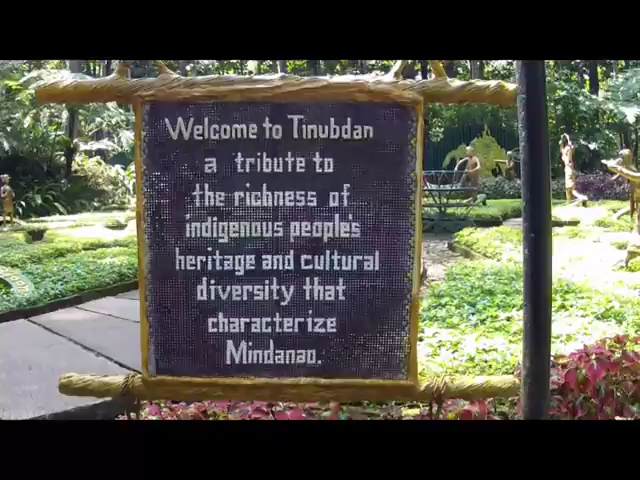 Welcome to Tinubdan
a tribute to
the richness of
indigenous people's
heritage and cultural
diversity that
characterize
Mindanao.